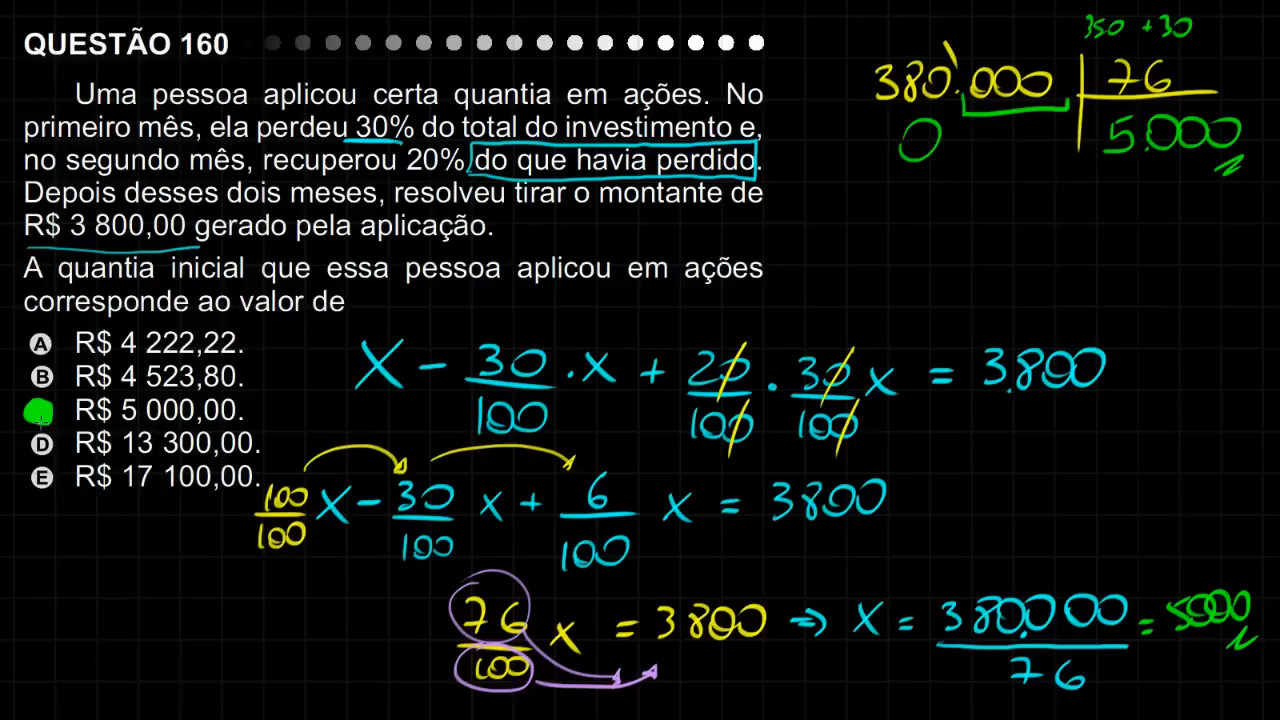 QUESTÃO 160
Uma pessoa aplicou certa quantia em ações. No
primeiro mês, ela perdeu 30% do total do investimento e,
no segundo mês, recuperou 20% do que havia perdido.
Depois desses dois meses, resolveu tirar o montante de
R$ 3 800,00 gerado pela aplicação.
A quantia inicial que essa pessoa aplicou em ações
corresponde ao valor de
A R$ 4 222,22.
B R$ 4 523,80.
R$ 5 000,00.
D R$ 13 300,00.
E R$ 17 100,00.
350 + 30
380.000 | 76
0 5.000
X - 30/100 . X + 20/100 . 30/100 X = 3.800
100/100 X - 30/100 X + 6/100 X = 3800
76/100 X = 3800 => X = 380.000/76 = 5000